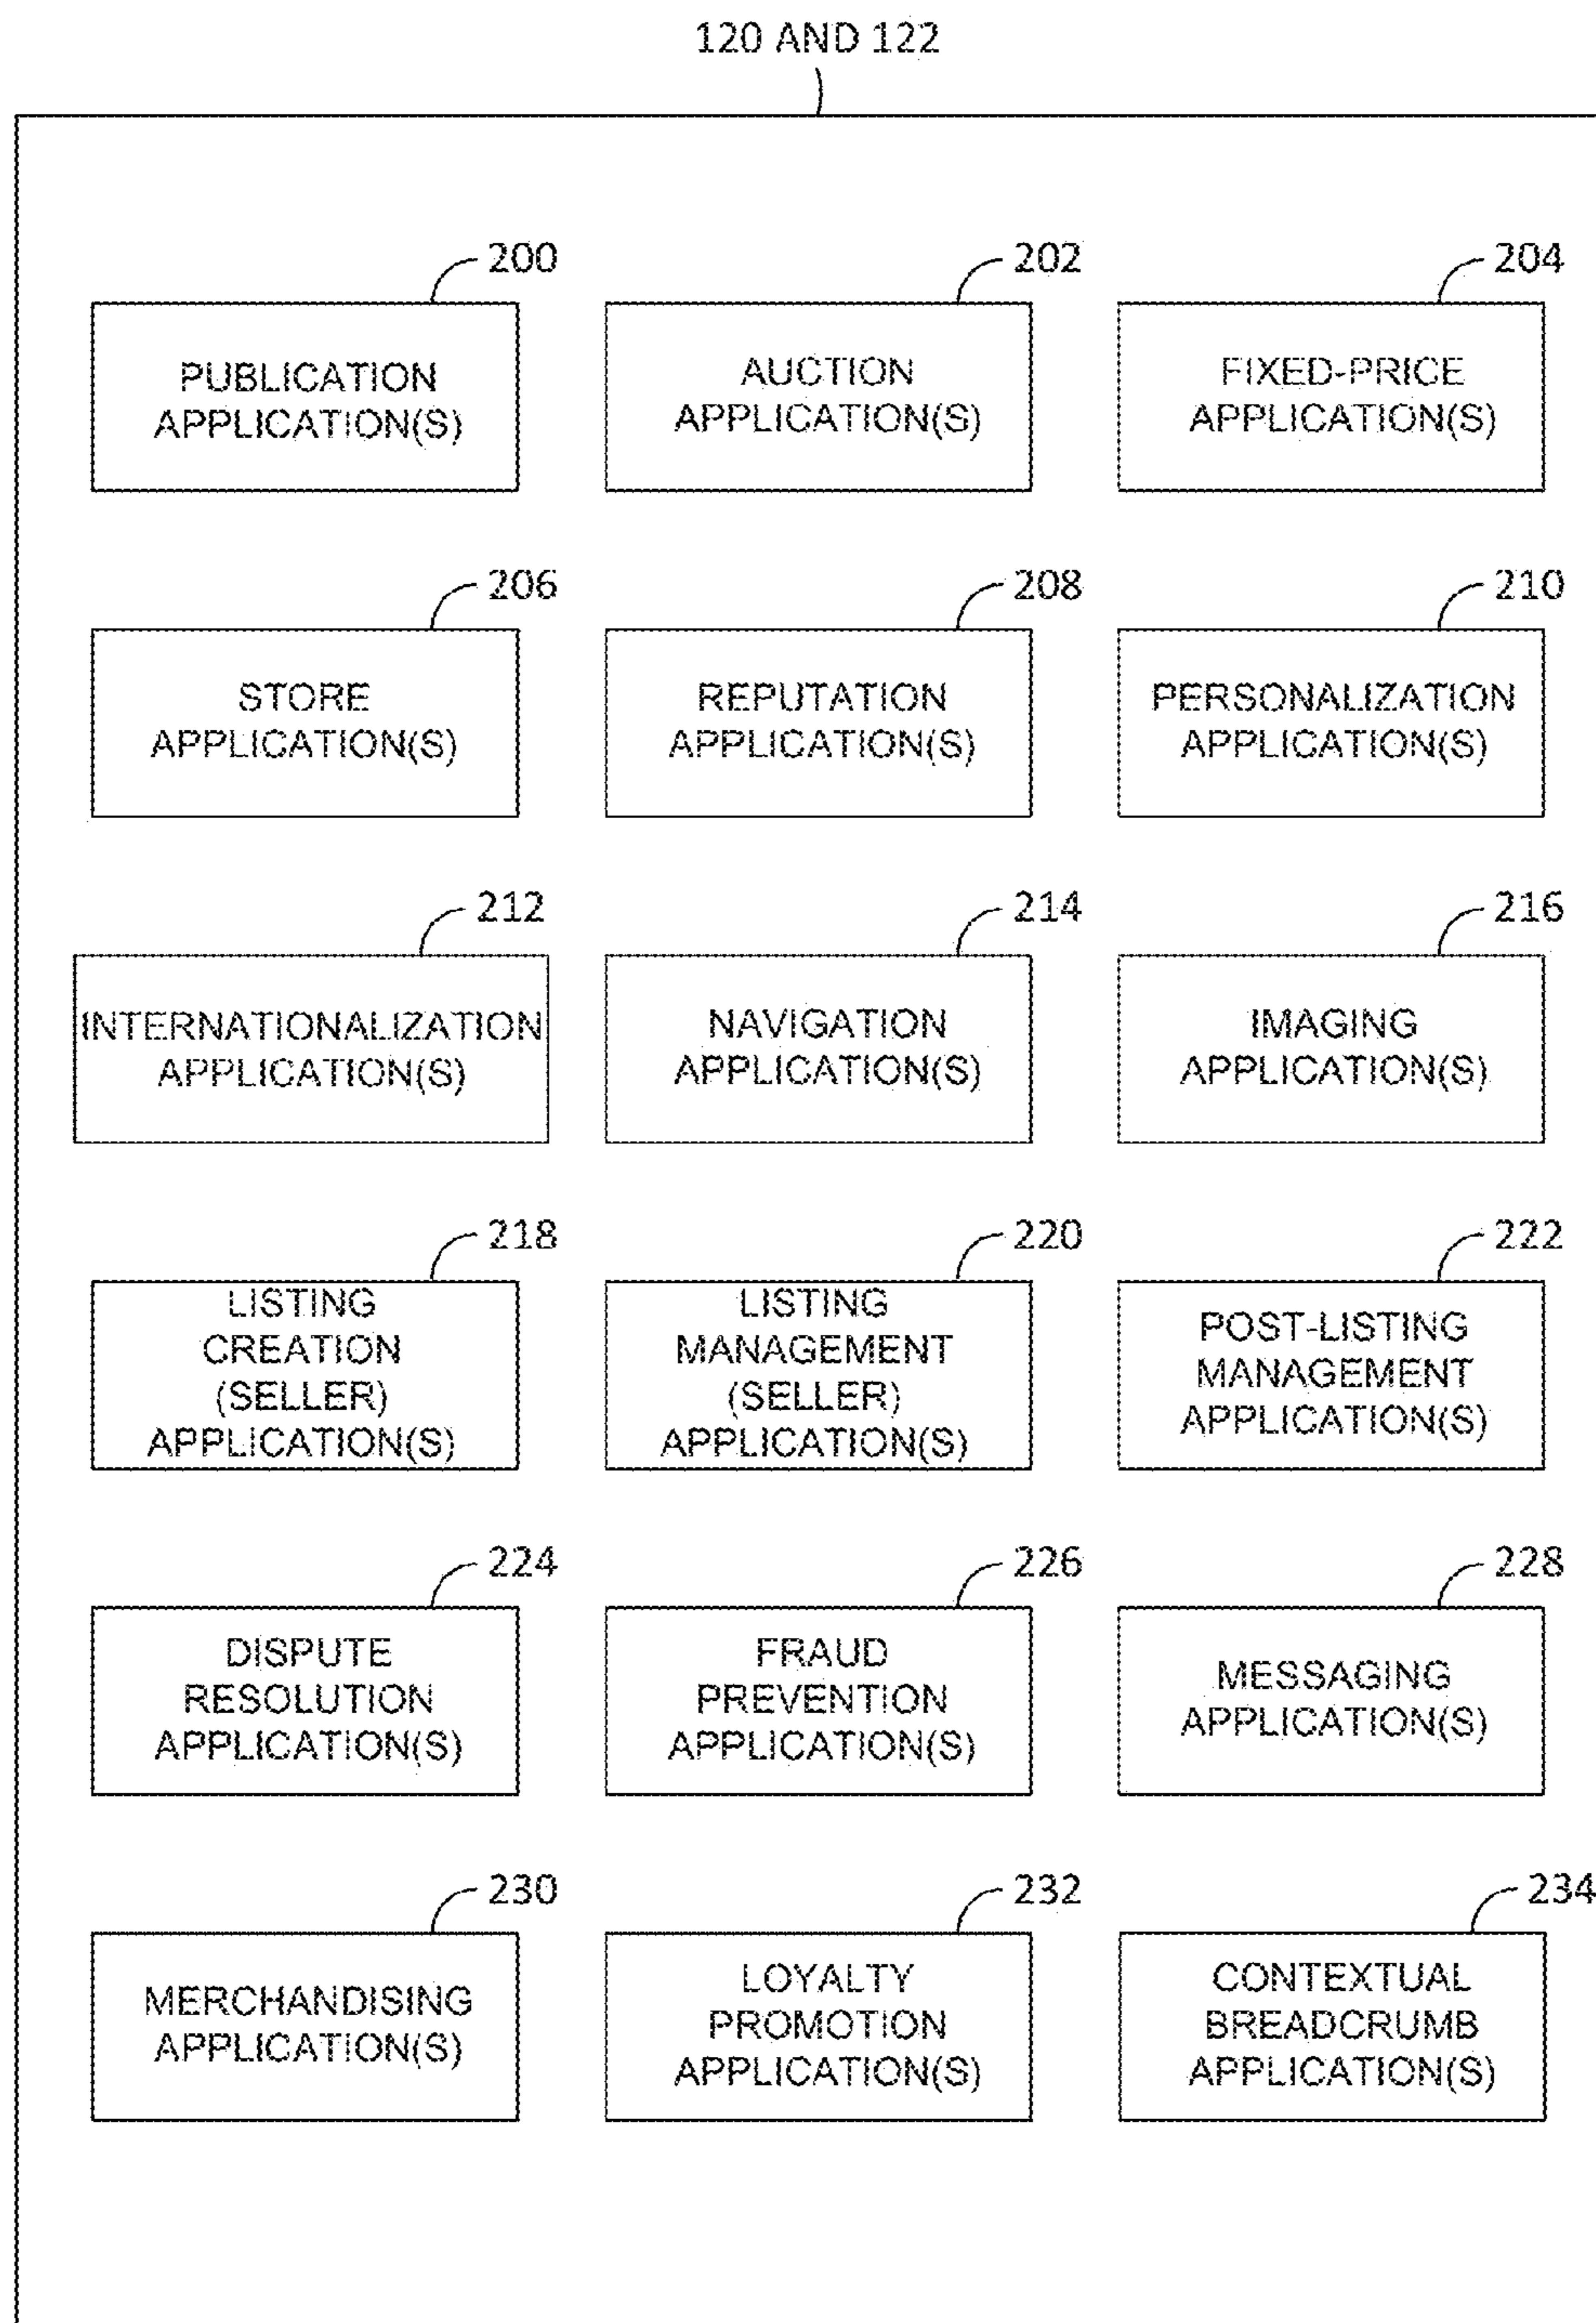 120 AND 122
200
PUBLICATION
APPLICATION(S)
202
AUCTION
APPLICATION(S)
204
FIXED-PRICE
APPLICATION(S)
206
STORE
APPLICATION(S)
208
REPUTATION
APPLICATION(S)
210
PERSONALIZATION
APPLICATION(S)
212
INTERNATIONALIZATION
APPLICATION(S)
214
NAVIGATION
APPLICATION(S)
216
IMAGING
APPLICATION(S)
218
LISTING
CREATION
(SELLER)
APPLICATION(S)
220
LISTING
MANAGEMENT
(SELLER)
APPLICATION(S)
222
POST-LISTING
MANAGEMENT
APPLICATION(S)
224
DISPUTE
RESOLUTION
APPLICATION(S)
226
FRAUD
PREVENTION
APPLICATION(S)
228
MESSAGING
APPLICATION(S)
230
MERCHANDISING
APPLICATION(S)
232
LOYALTY
PROMOTION
APPLICATION(S)
234
CONTEXTUAL
BREADCRUMB
APPLICATION(S)